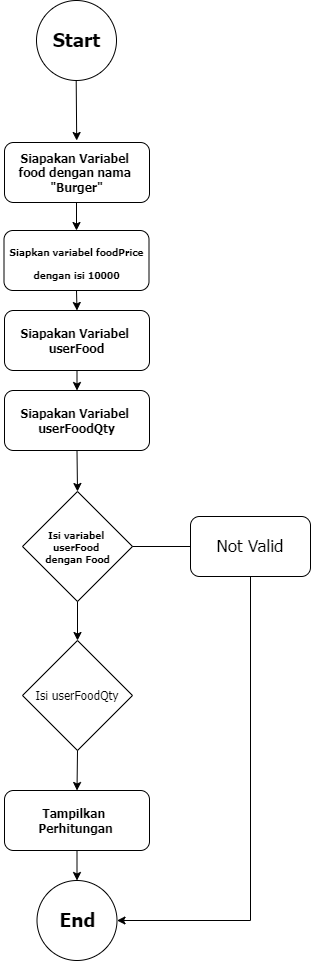 Start
Siapakan Variabel
food dengan nama
"Burger"
Siapkan variabel foodPrice
dengan isi 10000
Siapakan Variabel
userFood
Siapakan Variabel
userFoodQty
Isi variabel
userFood
dengan Food
Not Valid
Isi userFoodQty
Tampilkan
Perhitungan
End